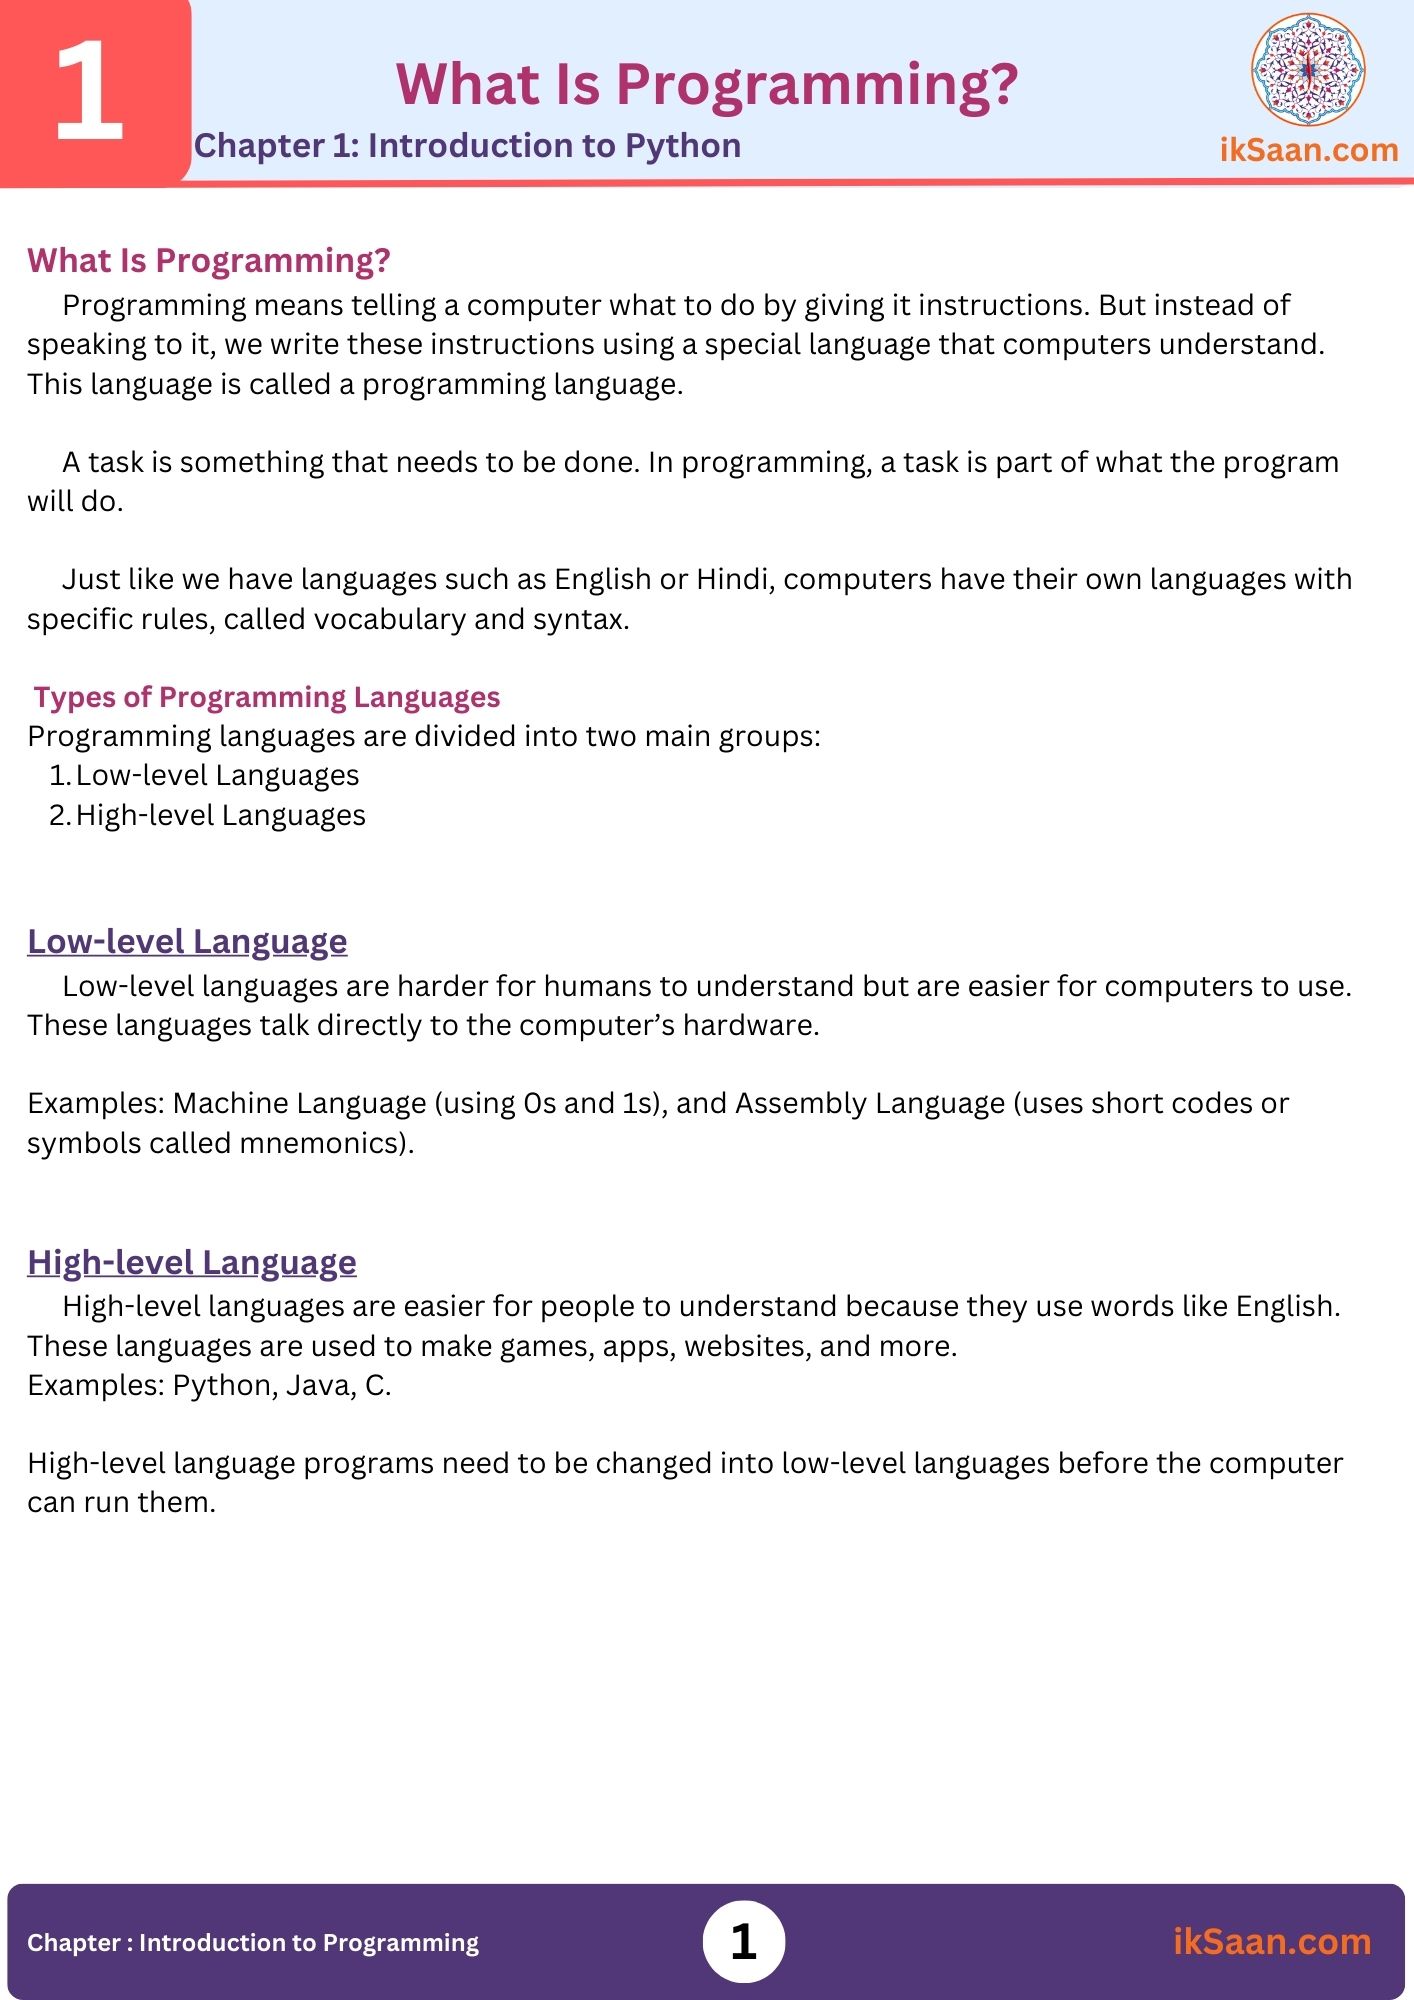 1
What Is Programming?
Chapter 1: Introduction to Python
ikSaan.com
What Is Programming?
Programming means telling a computer what to do by giving it instructions. But instead of
speaking to it, we write these instructions using a special language that computers understand.
This language is called a programming language.
A task is something that needs to be done. In programming, a task is part of what the program
will do.
Just like we have languages such as English or Hindi, computers have their own languages with
specific rules, called vocabulary and syntax.
Types of Programming Languages
Programming languages are divided into two main groups:
1. Low-level Languages
2. High-level Languages
Low-level Language
Low-level languages are harder for humans to understand but are easier for computers to use.
These languages talk directly to the computer’s hardware.
Examples: Machine Language (using 0s and 1s), and Assembly Language (uses short codes or
symbols called mnemonics).
High-level Language
High-level languages are easier for people to understand because they use words like English.
These languages are used to make games, apps, websites, and more.
Examples: Python, Java, C.
High-level language programs need to be changed into low-level languages before the computer
can run them.
Chapter : Introduction to Programming
1
ikSaan.com